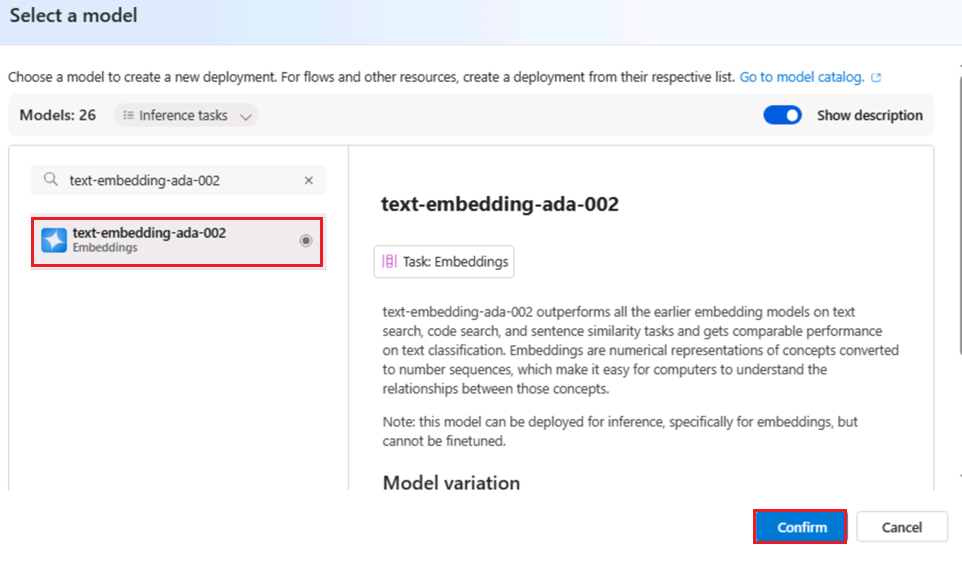 Select a model
Choose a model to create a new deployment. For flows and other resources, create a deployment from their respective list. Go to model catalog.
Models: 26
Inference tasks
Show description
text-embedding-ada-002
text-embedding-ada-002
Embeddings
text-embedding-ada-002
Task: Embeddings
text-embedding-ada-002 outperforms all the earlier embedding models on text
search, code search, and sentence similarity tasks and gets comparable performance
on text classification. Embeddings are numerical representations of concepts converted
to number sequences, which make it easy for computers to understand the
relationships between those concepts.
Note: this model can be deployed for inference, specifically for embeddings, but
cannot be finetuned.
Model variation
Confirm
Cancel